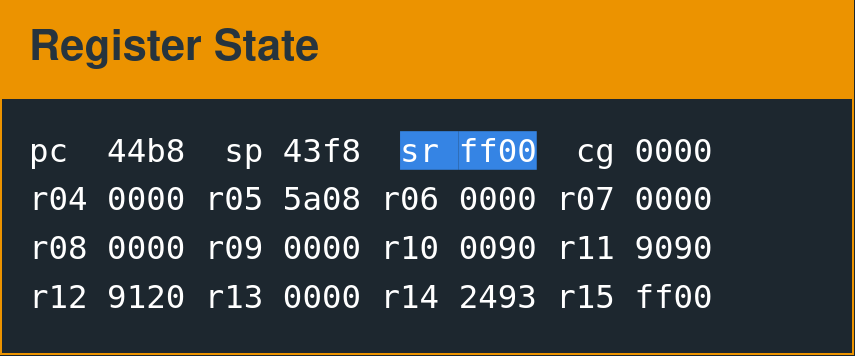 Register State
pc 44b8 sp 43f8 sr ff00 cg 0000
r04 0000 r05 5a08 r06 0000 r07 0000
r08 0000 r09 0000 r10 0090 r11 9090
r12 9120 r13 0000 r14 2493 r15 ff00